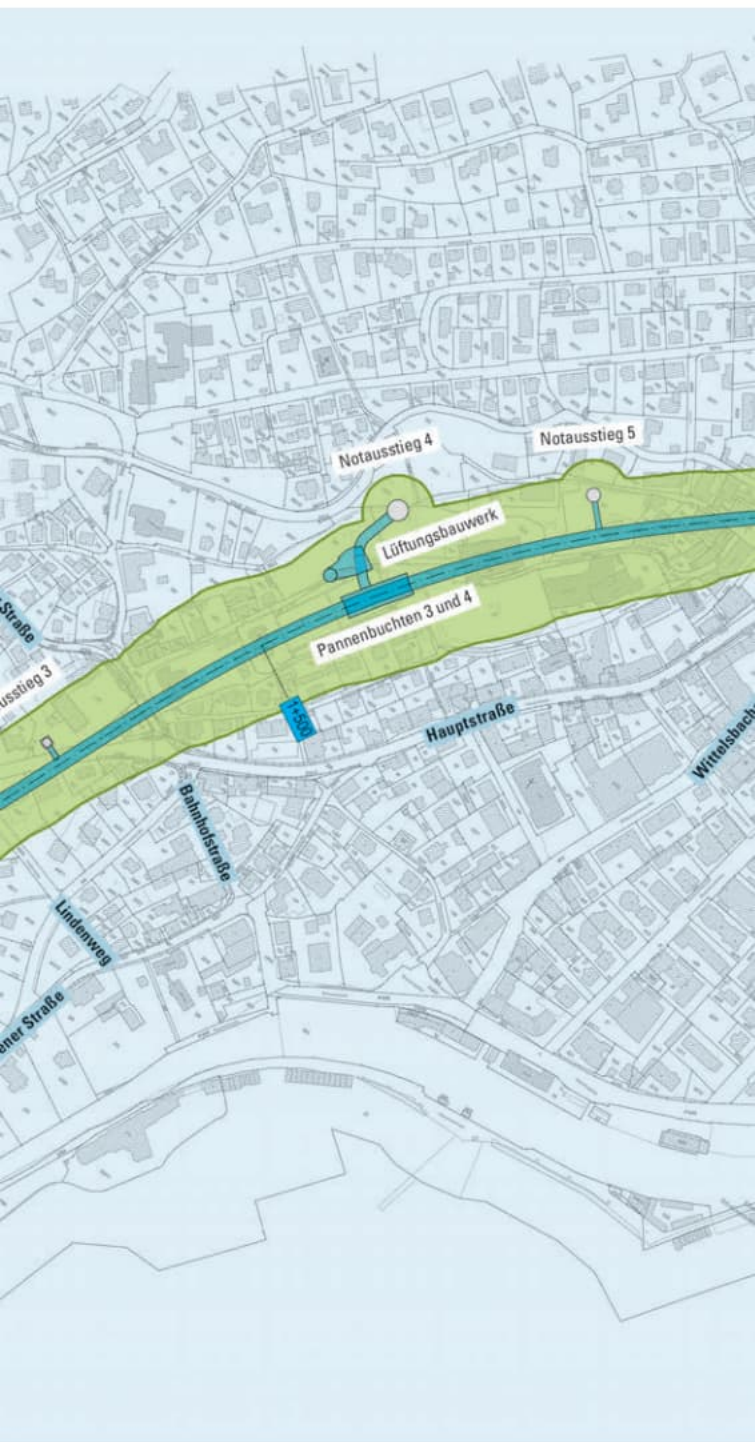 Notausstieg 4
Notausstieg 5
Lüftungsbauwerk
Pannenbuchten 3 und 4
Straße
usstieg 3
1+500
Hauptstraße
Wittelsbach
Bahnhofstraße
Lindenweg
ener Straße